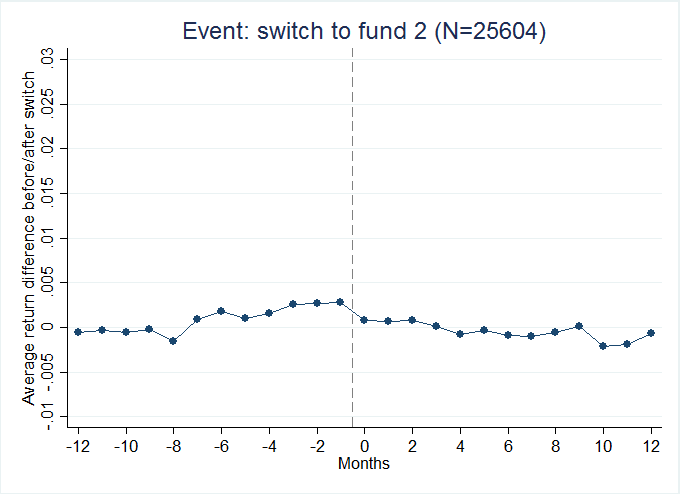 Event: switch to fund 2 (N=25604)
Average return difference before/after switch
.03
.025
.02
.015
.01
.005
0
-.005
-.01
-12 -10 -8 -6 -4 -2 0 2 4 6 8 10 12
Months